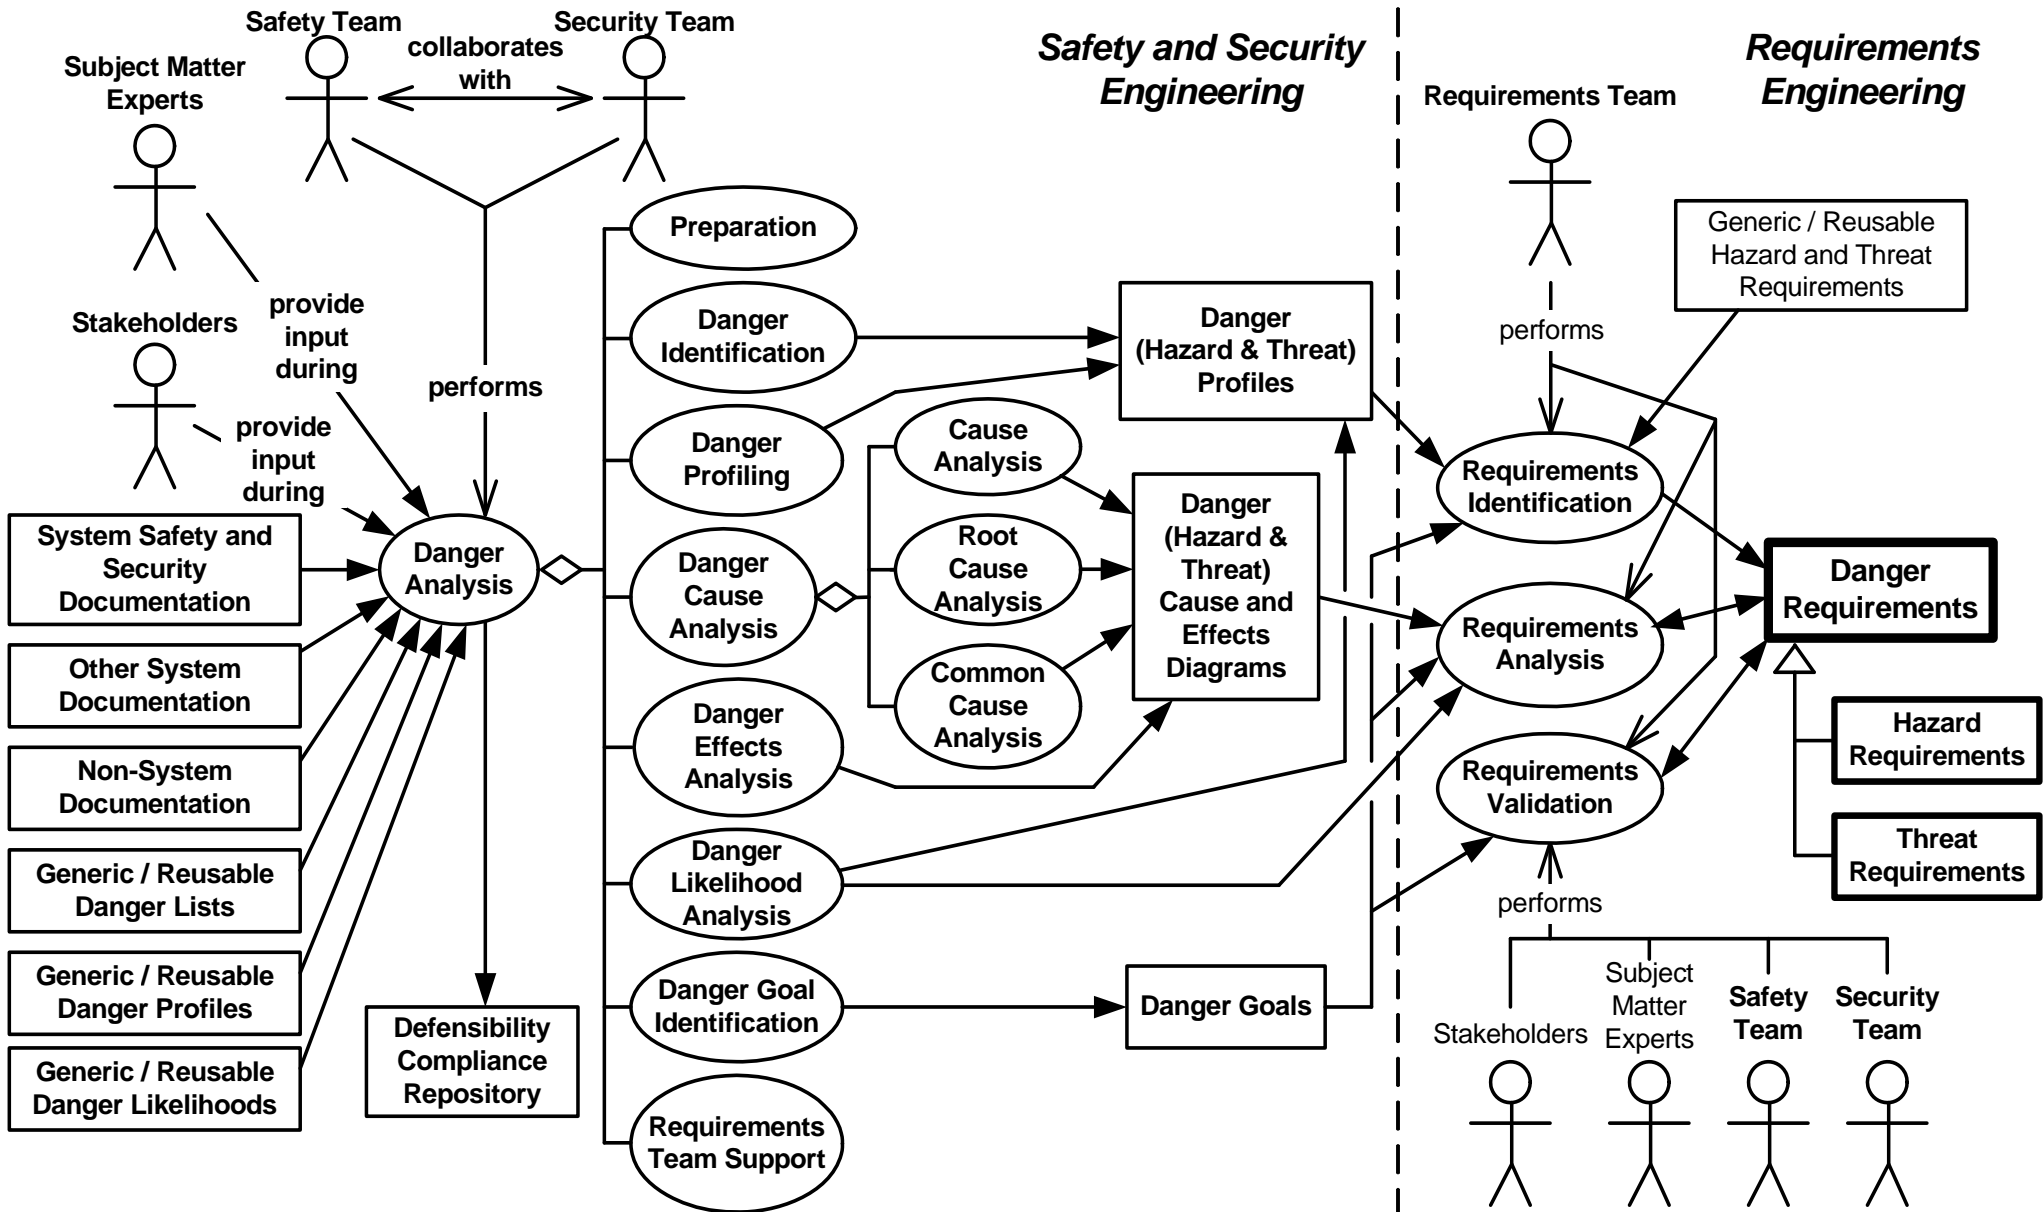 Safety Team
Security Team
collaborates
with
Subject Matter
Experts
Safety and Security
Engineering
Requirements
Engineering
Requirements Team
Stakeholders
provide
input
during
provide
input
during
performs
System Safety and
Security
Documentation
Other System
Documentation
Non-System
Documentation
Generic / Reusable
Danger Lists
Generic / Reusable
Danger Profiles
Generic / Reusable
Danger Likelihoods
Danger
Analysis
Defensibility
Compliance
Repository
Preparation
Danger
Identification
Danger
Profiling
Danger
Cause
Analysis
Danger
Effects
Analysis
Danger
Likelihood
Analysis
Danger Goal
Identification
Requirements
Team Support
Cause
Analysis
Root
Cause
Analysis
Common
Cause
Analysis
Danger
(Hazard & Threat)
Profiles
Danger
(Hazard &
Threat)
Cause and
Effects
Diagrams
Danger Goals
performs
Generic / Reusable
Hazard and Threat
Requirements
Requirements
Identification
Requirements
Analysis
Requirements
Validation
Danger
Requirements
Hazard
Requirements
Threat
Requirements
performs
Stakeholders
Subject
Matter
Experts
Safety
Team
Security
Team